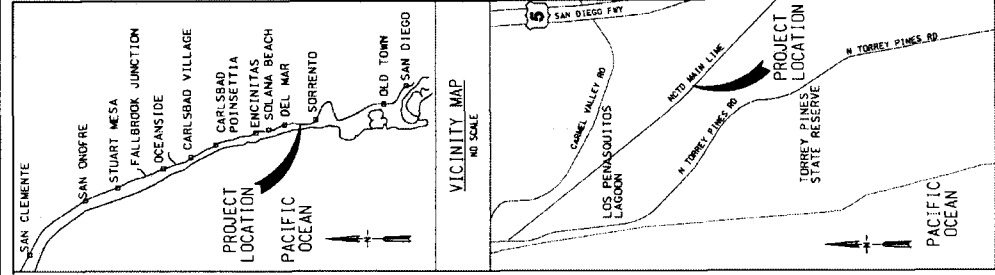 SAN CLEMENTE
SAN ONOFRE
STUART MESA
FALLBROOK JUNCTION
OCEANSIDE
CARLSBAD VILLAGE
CARLSBAD
POINSETTIA
ENCINITAS
SOLANA BEACH
DEL MAR
SORRENTO
OLD TOWN
SAN DIEGO
PROJECT
LOCATION
PACIFIC
OCEAN
VICINITY MAP
NO SCALE
5
SAN DIEGO FWY
CARMEL VALLEY RD
NCTD MAIN LINE
N TORREY PINES RD
PROJECT
LOCATION
LOS PENASQUITOS
LAGOON
N TORREY PINES RD
TORREY PINES
STATE RESERVE
PACIFIC
OCEAN